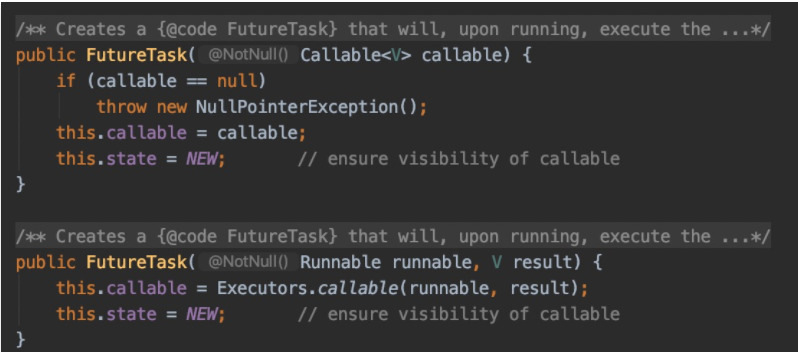 /** Creates a {@code FutureTask} that will, upon running, execute the ...*/
public FutureTask( @NotNull() Callable<V> callable) {
    if (callable == null)
        throw new NullPointerException();
    this.callable = callable;
    this.state = NEW;       // ensure visibility of callable
}
/** Creates a {@code FutureTask} that will, upon running, execute the ...*/
public FutureTask( @NotNull() Runnable runnable, V result) {
    this.callable = Executors.callable(runnable, result);
    this.state = NEW;       // ensure visibility of callable
}